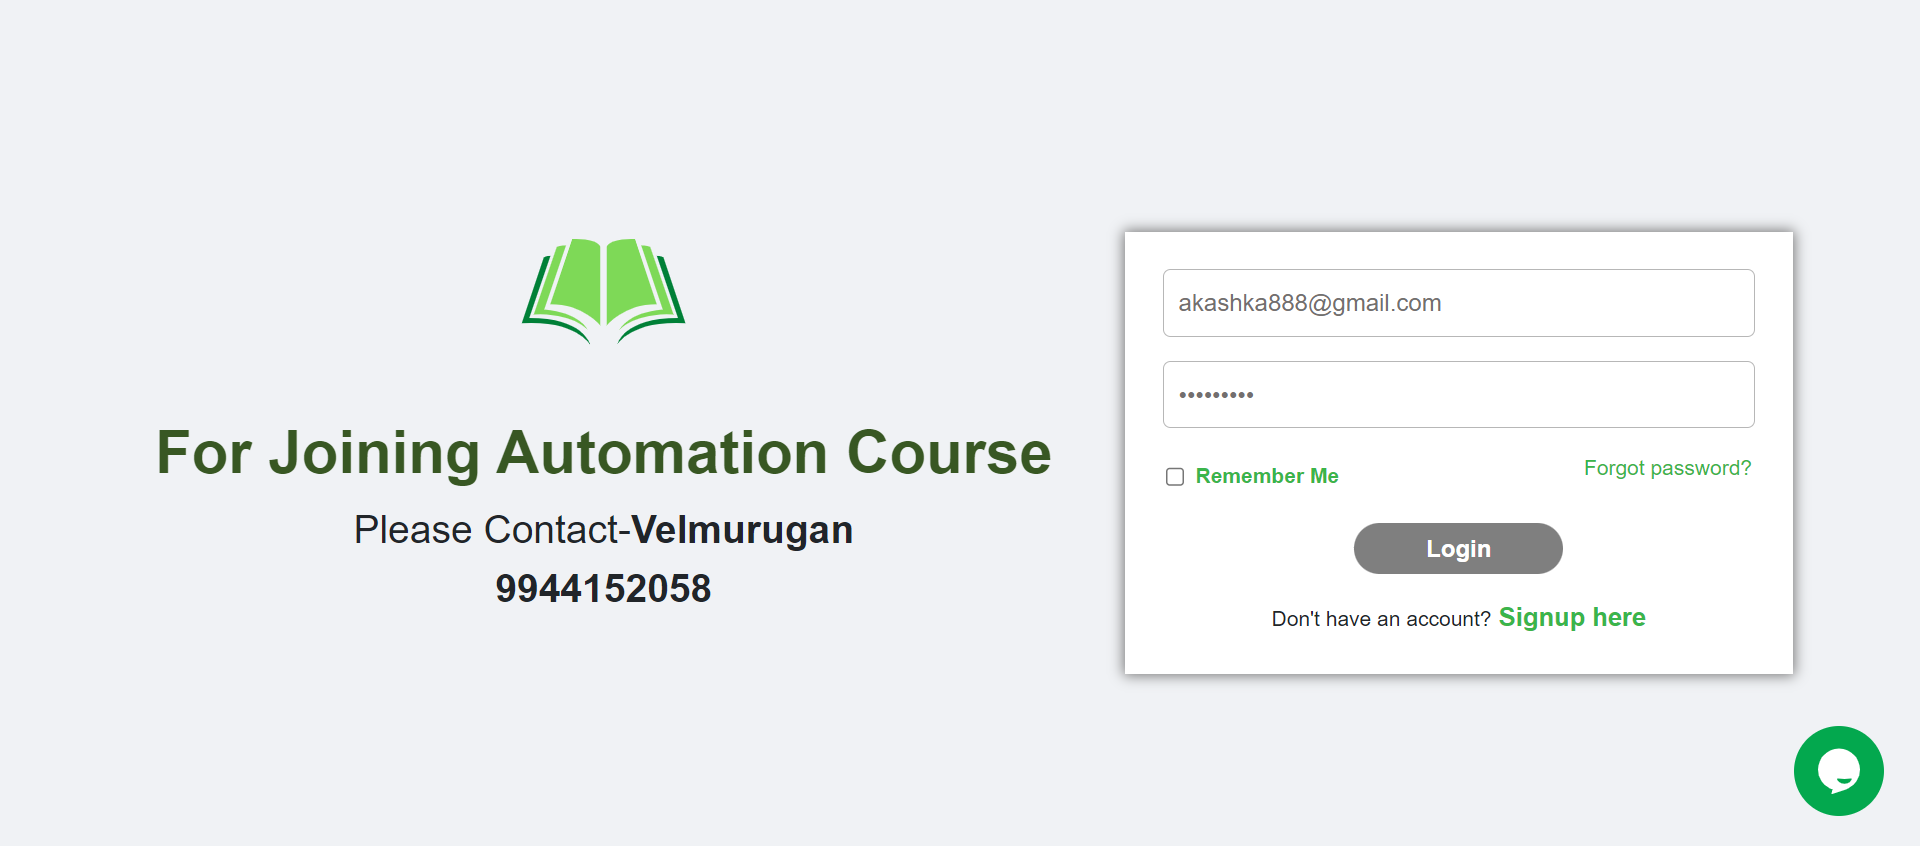 For Joining Automation Course
Please Contact-Velmurugan
9944152058
akashka888@gmail.com
•••••••••
Remember Me
Forgot password?
Login
Don't have an account? Signup here